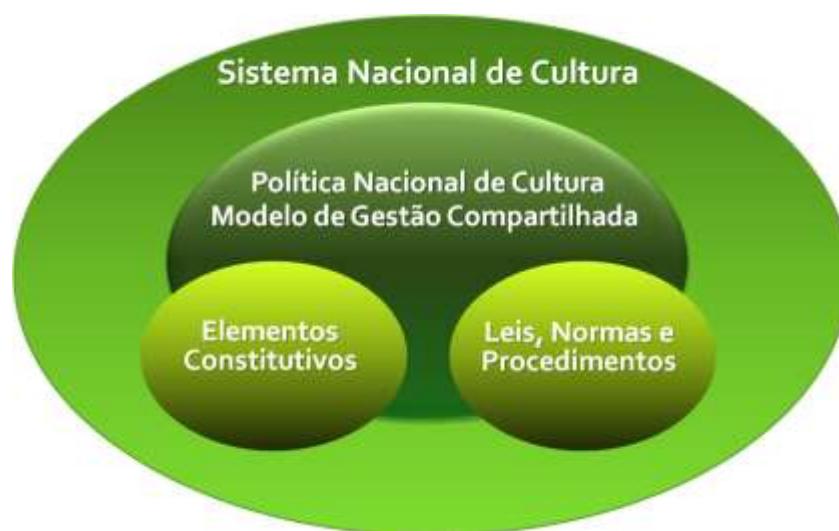 Sistema Nacional de Cultura
Política Nacional de Cultura
Modelo de Gestão Compartilhada
Elementos
Constitutivos
Leis, Normas e
Procedimentos